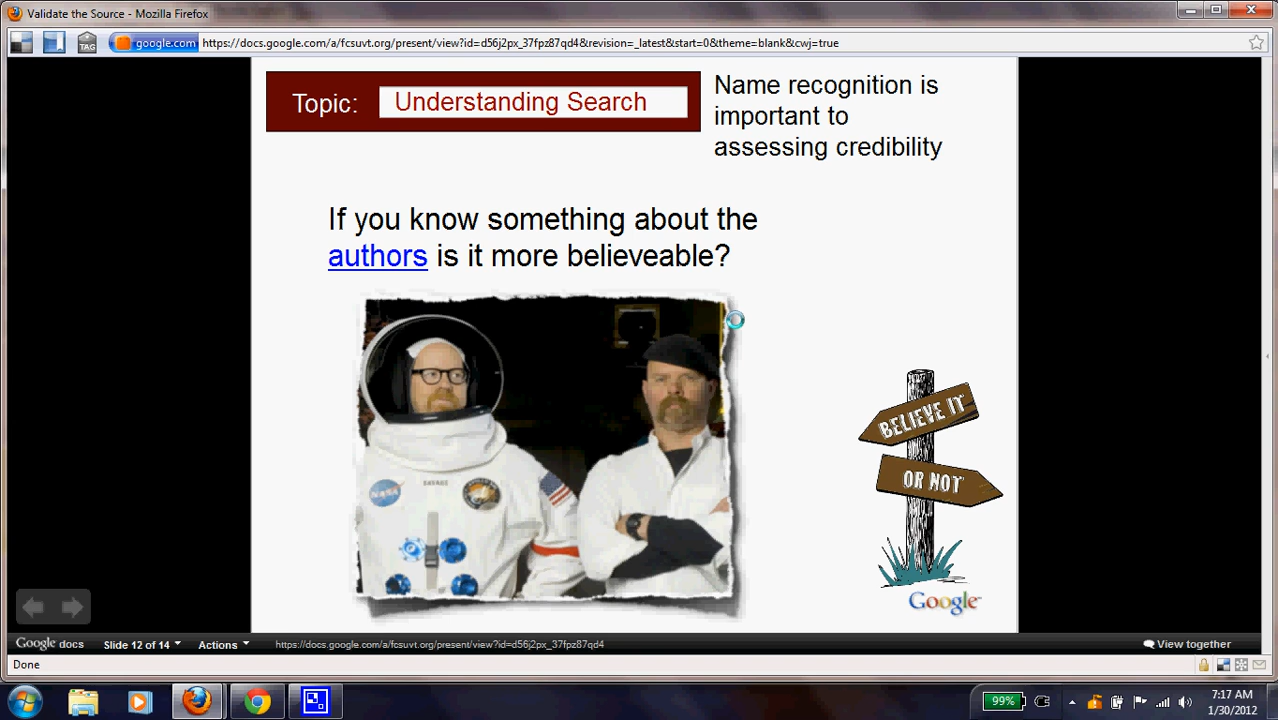 Validate the Source - Mozilla Firefox
TAG
google.com
https://docs.google.com/a/fcsuvt.org/present/view?id=d56j2px_37fpz87qd4&revision=_latest&start=0&theme=blank&cwj=true
Topic: Understanding Search
Name recognition is
important to
assessing credibility
If you know something about the
authors is it more believeable?
NASA
SAVAGE
BELIEVE IT
OR NOT
Google™
Google docs
Slide 12 of 14
Actions
https://docs.google.com/present/view?id=d56j2px_37fpz87qd4
View together
Done
99%
7:17 AM
1/30/2012